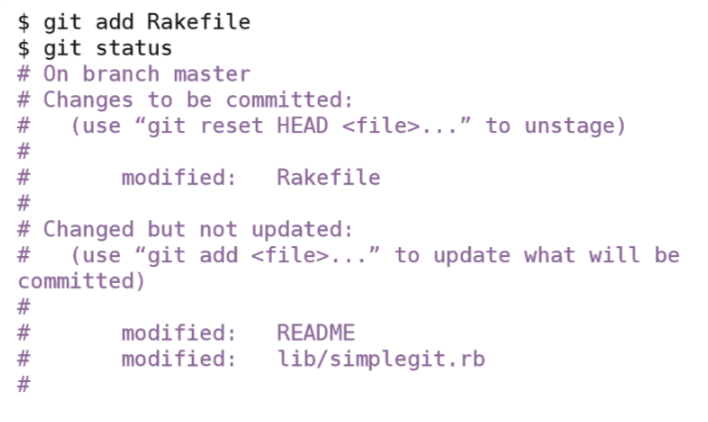 $ git add Rakefile
$ git status
# On branch master
# Changes to be committed:
#   (use “git reset HEAD <file>...” to unstage)
#
#       modified:   Rakefile
#
# Changed but not updated:
#   (use “git add <file>...” to update what will be
committed)
#
#       modified:   README
#       modified:   lib/simplegit.rb
#